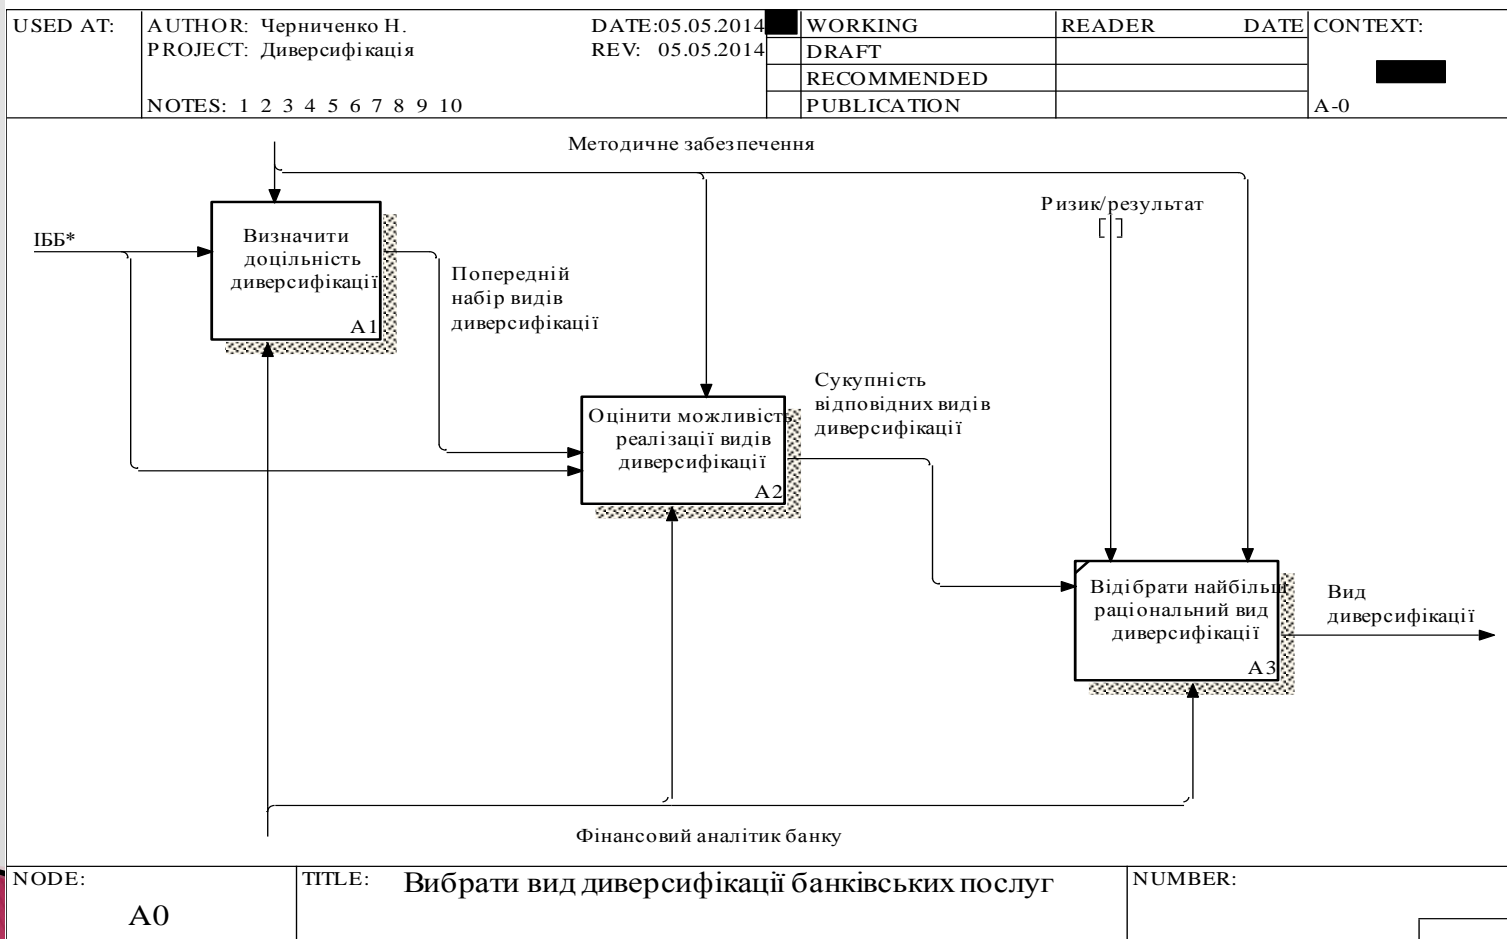 USED AT:
AUTHOR: Черниченко Н.
DATE:05.05.2014
PROJECT: Диверсифікація
REV: 05.05.2014
NOTES: 1 2 3 4 5 6 7 8 9 10
WORKING
DRAFT
RECOMMENDED
PUBLICATION
READER DATE
CONTEXT:
A-0
Методичне забезпечення
Ризик/результат
ІББ*
Визначити
доцільність
диверсифікації
A1
Попередній
набір видів
диверсифікації
Оцінити можливість
реалізації видів
диверсифікації
A2
Сукупність
відповідних видів
диверсифікації
Відібрати найбільш
раціональний вид
диверсифікації
A3
Вид
диверсифікації
Фінансовий аналітик банку
NODE:
A0
TITLE:
Вибрати вид диверсифікації банківських послуг
NUMBER: